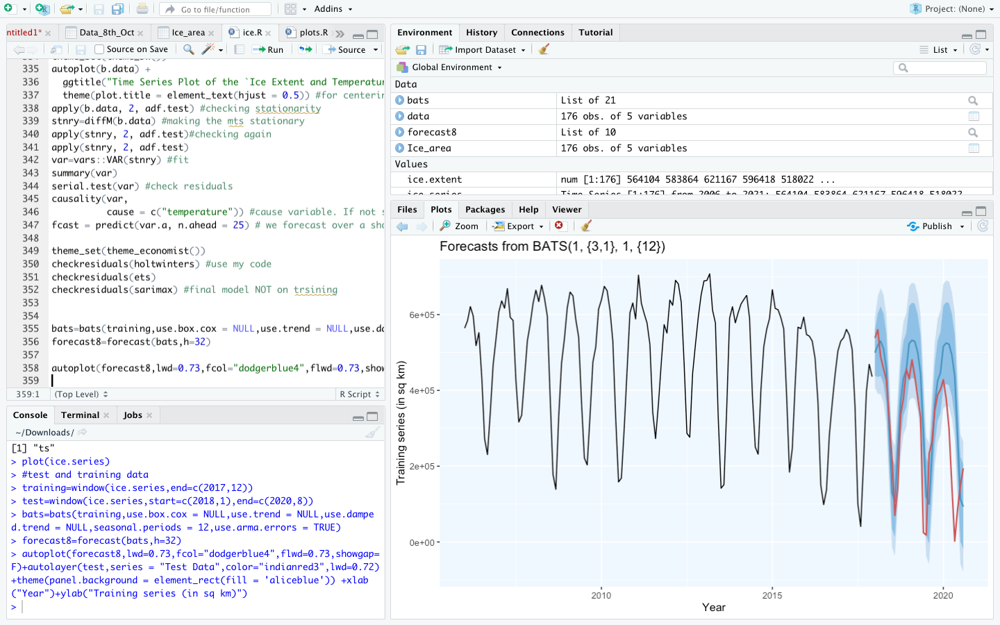 Go to file/function
Addins
Project: (None)
ntitled1*
Data_8th_Oct
Ice_area
ice.R
plots.R
Source on Save
Run
Source
335 autoplot(b.data) +
336 ggtitle("Time Series Plot of the `Ice Extent and Temperatur
337 theme(plot.title = element_text(hjust = 0.5)) #for centerin
338 apply(b.data, 2, adf.test) #checking stationarity
339 stnry=diffM(b.data) #making the mts stationary
340 apply(stnry, 2, adf.test)#checking again
341 apply(stnry, 2, adf.test)
342 var=vars::VAR(stnry) #fit
343 summary(var)
344 serial.test(var) #check residuals
345 causality(var,
346 cause = c("temperature")) #cause variable. If not s
347 fcast = predict(var.a, n.ahead = 25) # we forecast over a sho
348
349 theme_set(theme_economist())
350 checkresiduals(holtwinters) #use my code
351 checkresiduals(ets)
352 checkresiduals(sarimax) #final model NOT on trsining
353
354
355 bats=bats(training,use.box.cox = NULL,use.trend = NULL,use.da
356 forecast8=forecast(bats,h=32)
357
358 autoplot(forecast8,lwd=0.73,fcol="dodgerblue4",flwd=0.73,show
359
359:1 (Top Level) R Script
Console Terminal Jobs
~/Downloads/
[1] "ts"
> plot(ice.series)
> #test and training data
> training=window(ice.series,end=c(2017,12))
> test=window(ice.series,start=c(2018,1),end=c(2020,8))
> bats=bats(training,use.box.cox = NULL,use.trend = NULL,use.dampe
d.trend = NULL,seasonal.periods = 12,use.arma.errors = TRUE)
> forecast8=forecast(bats,h=32)
> autoplot(forecast8,lwd=0.73,fcol="dodgerblue4",flwd=0.73,showgap=
F)+autolayer(test,series = "Test Data",color="indianred3",lwd=0.72)
+theme(panel.background = element_rect(fill = 'aliceblue')) +xlab
("Year")+ylab("Training series (in sq km)")
>
Environment History Connections Tutorial
Import Dataset
List
Global Environment
Data
bats List of 21
data 176 obs. of 5 variables
forecast8 List of 10
Ice_area 176 obs. of 5 variables
Values
ice.extent num [1:176] 564104 583864 621167 596418 518022 ...
ice.series Time-Series [1:176] from 2006 to 2021: 564104 583864 621167 596418 518022
Files Plots Packages Help Viewer
Zoom Export Publish
Forecasts from BATS(1, {3,1}, 1, {12})
Training series (in sq km)
6e+05
4e+05
2e+05
0e+00
2010 2015 2020
Year